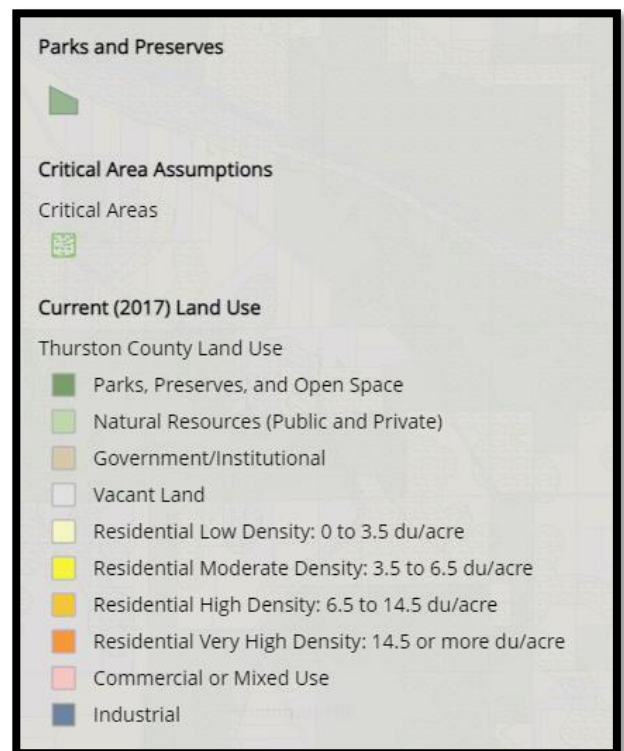 Parks and Preserves
Critical Area Assumptions
Critical Areas
Current (2017) Land Use
Thurston County Land Use
Parks, Preserves, and Open Space
Natural Resources (Public and Private)
Government/Institutional
Vacant Land
Residential Low Density: 0 to 3.5 du/acre
Residential Moderate Density: 3.5 to 6.5 du/acre
Residential High Density: 6.5 to 14.5 du/acre
Residential Very High Density: 14.5 or more du/acre
Commercial or Mixed Use
Industrial